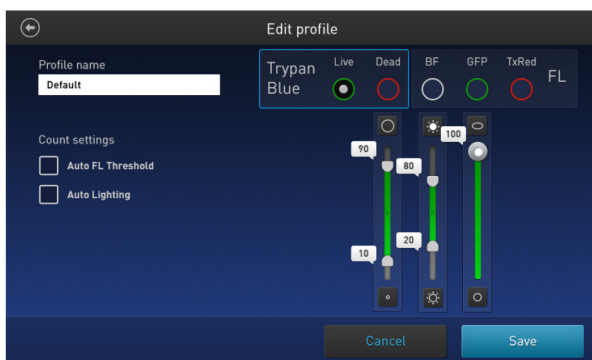 Edit profile
Profile name
Default
Trypan Blue
Live
Dead
BF
GFP
TxRed
FL
Count settings
Auto FL Threshold
Auto Lighting
90
10
80
20
100
Cancel
Save